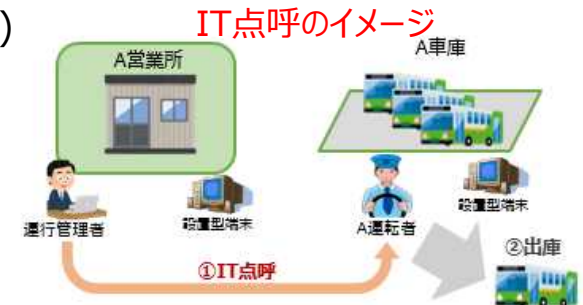 )
IT点呼のイメージ
A営業所
A車庫
運行管理者
設置型端末
A運転者
設置型端末
①IT点呼
②出庫